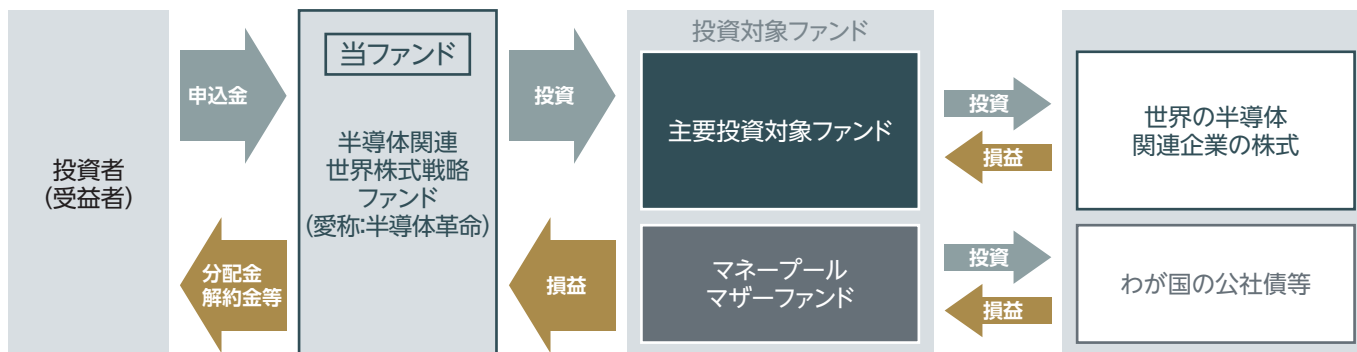 投資者
(受益者)
申込金
分配金
解約金等
当ファンド
半導体関連
世界株式戦略
ファンド
(愛称:半導体革命)
投資
損益
投資対象ファンド
主要投資対象ファンド
マネープール
マザーファンド
投資
損益
投資
損益
世界の半導体
関連企業の株式
わが国の公社債等